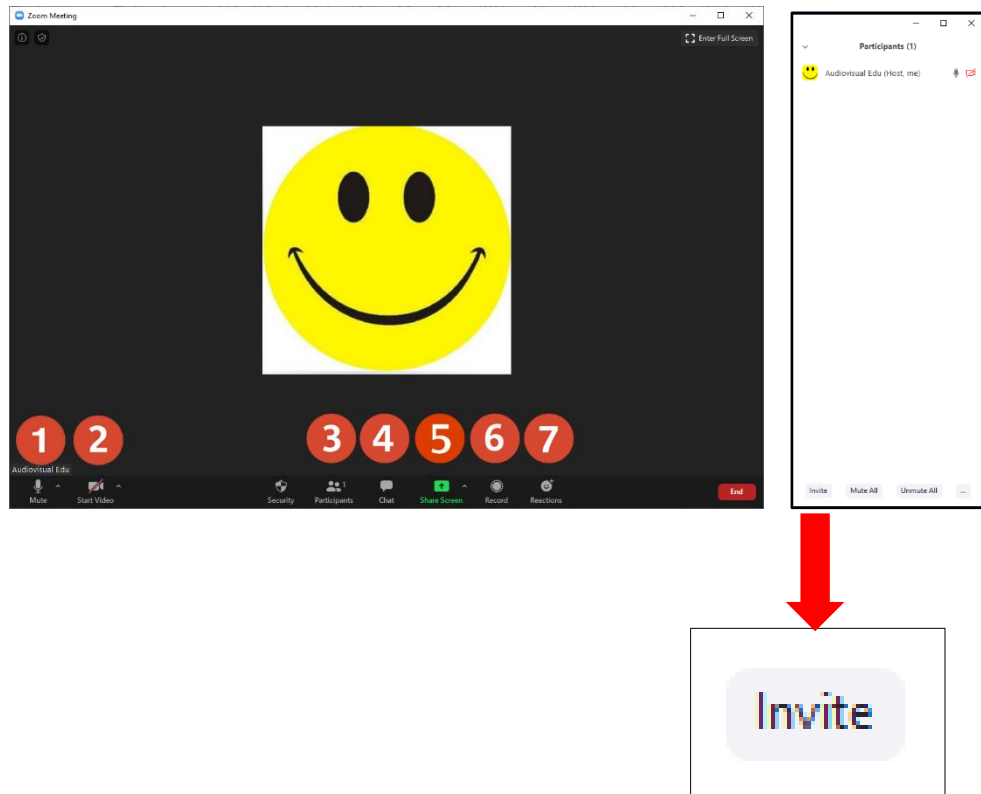 Zoom Meeting
Enter Full Screen
1 2 3 4 5 6 7
Audiovisual Edu
1
Mute Start Video Security Participants Chat Share Screen Record Reactions End
Participants (1)
Audiovisual Edu (Host, me)
Invite Mute All Unmute All ...
Invite